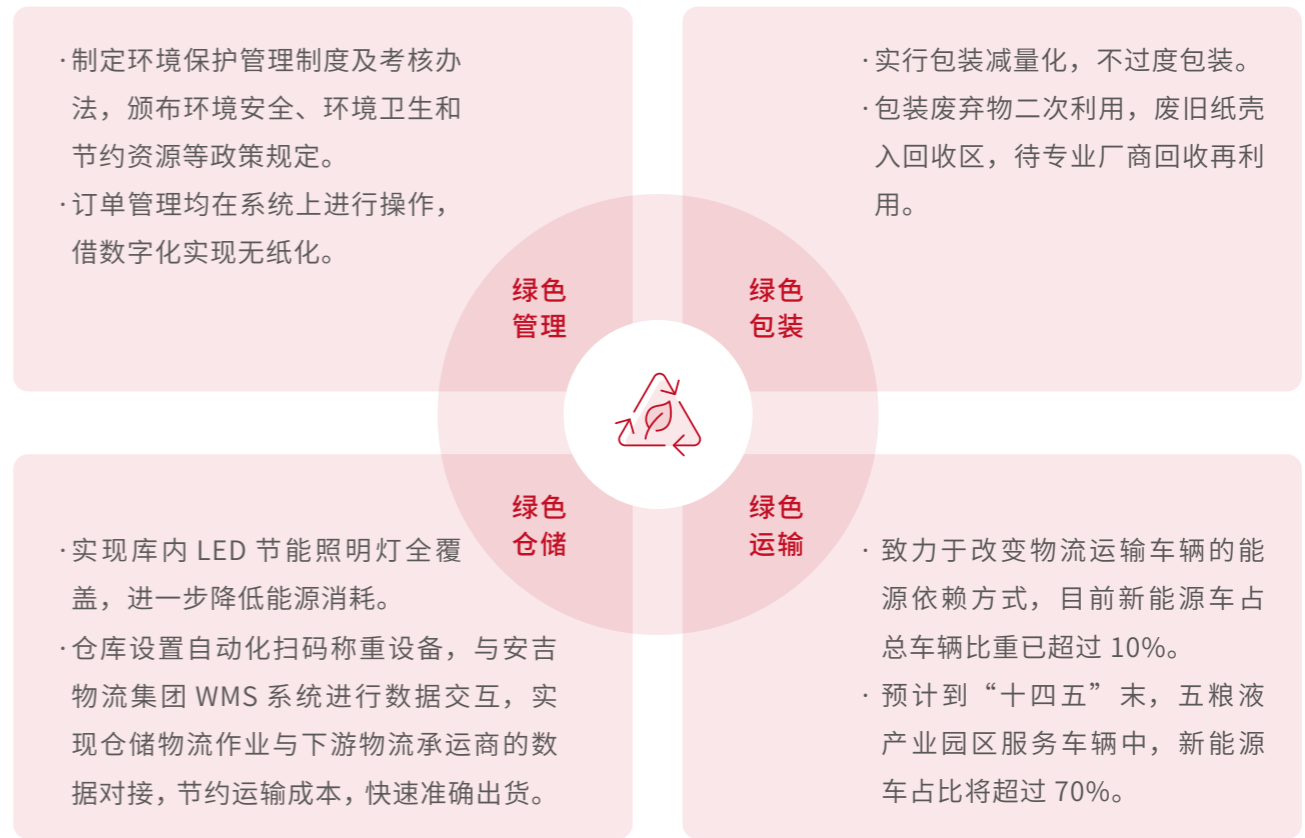 ·制定环境保护管理制度及考核办
法，颁布环境安全、环境卫生和
节约资源等政策规定。
·订单管理均在系统上进行操作，
借数字化实现无纸化。
绿色
管理
·实行包装减量化，不过度包装。
·包装废弃物二次利用，废旧纸壳
入回收区，待专业厂商回收再利
用。
绿色
包装
绿色
仓储
·实现库内 LED 节能照明灯全覆
盖，进一步降低能源消耗。
·仓库设置自动化扫码称重设备，与安吉
物流集团 WMS 系统进行数据交互，实
现仓储物流作业与下游物流承运商的数
据对接，节约运输成本，快速准确出货。
绿色
运输
· 致力于改变物流运输车辆的能
源依赖方式，目前新能源车占
总车辆比重已超过 10%。
· 预计到“十四五”末，五粮液
产业园区服务车辆中，新能源
车占比将超过 70%。